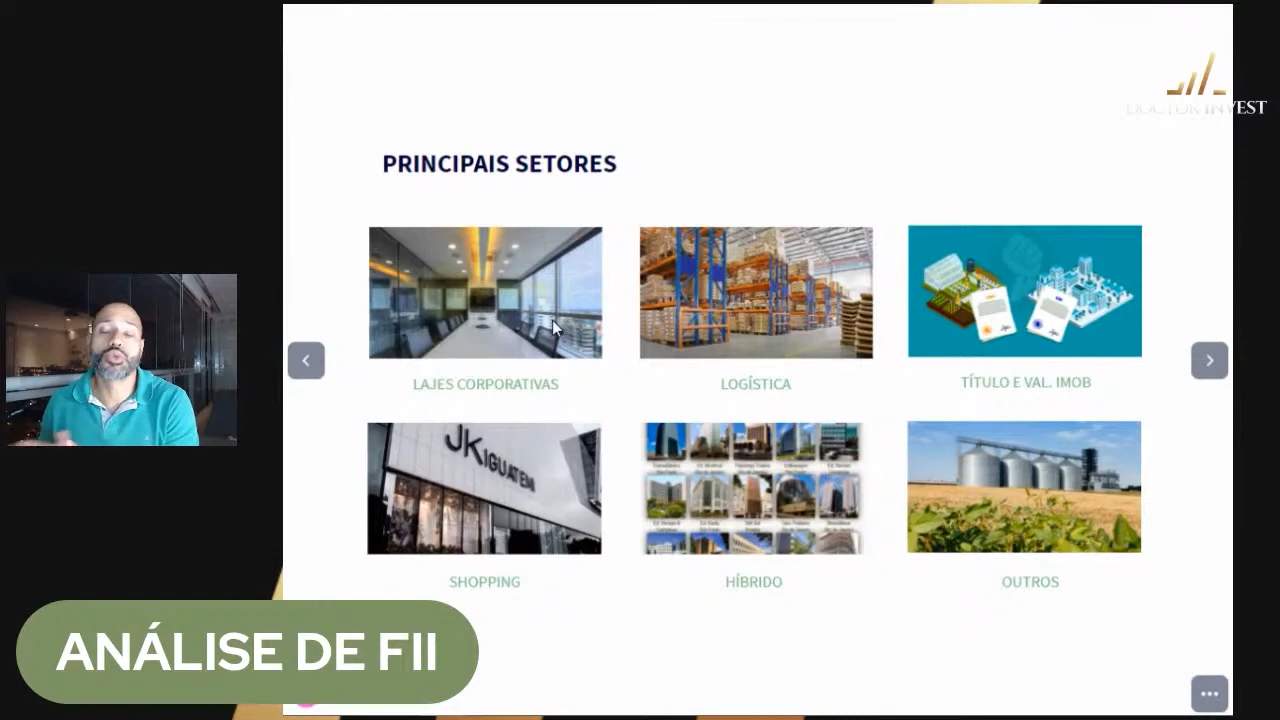 DOCTOR INVEST
PRINCIPAIS SETORES
LAJES CORPORATIVAS
LOGÍSTICA
TÍTULO E VAL. IMOB
JK IGUATEMI
SHOPPING
HÍBRIDO
OUTROS
ANÁLISE DE FII